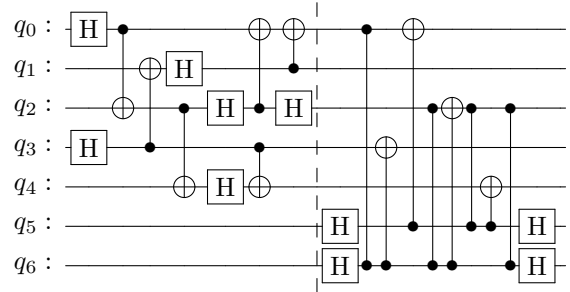 q0 : H
q1 : H
q2 : H H
q3 : H
q4 : H
q5 : H H
q6 : H H